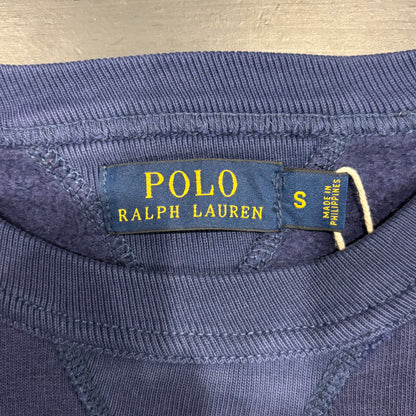 POLO
RALPH LAUREN
S
MADE IN
PHILIPPINES